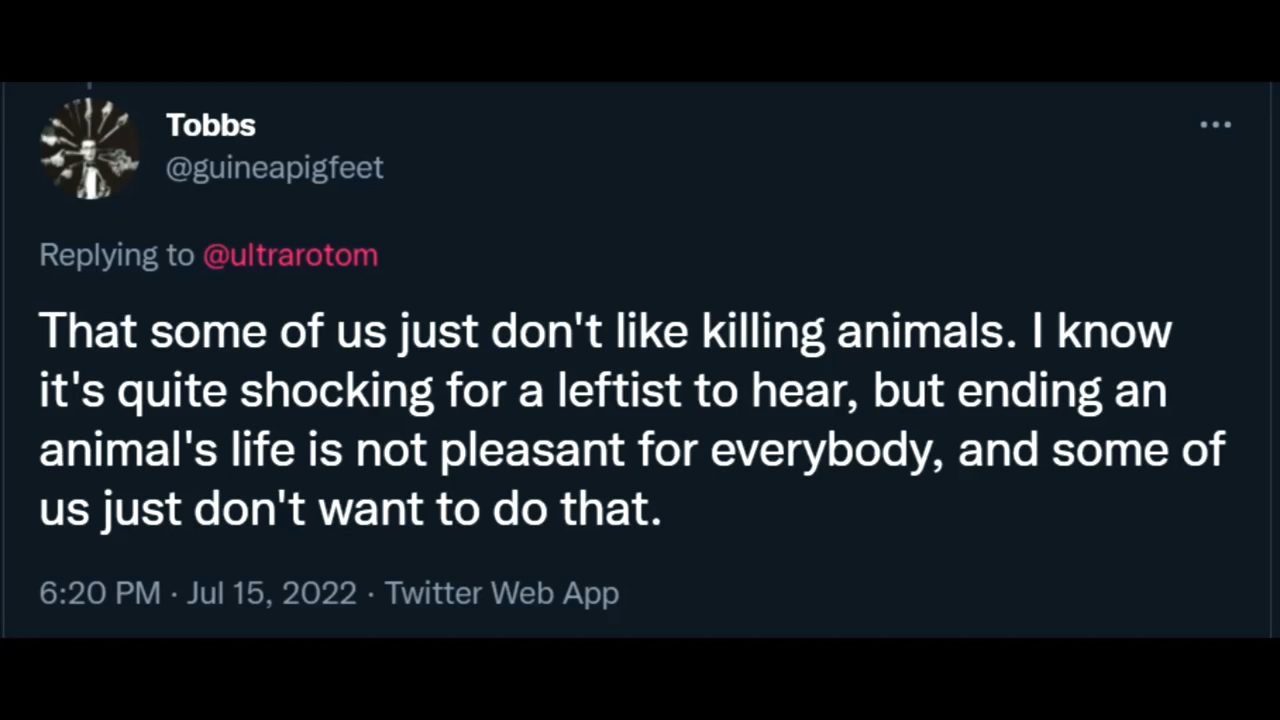 Tobbs
@guineapigfeet
Replying to @ultrarotom
That some of us just don't like killing animals. I know
it's quite shocking for a leftist to hear, but ending an
animal's life is not pleasant for everybody, and some of
us just don't want to do that.
6:20 PM · Jul 15, 2022 · Twitter Web App